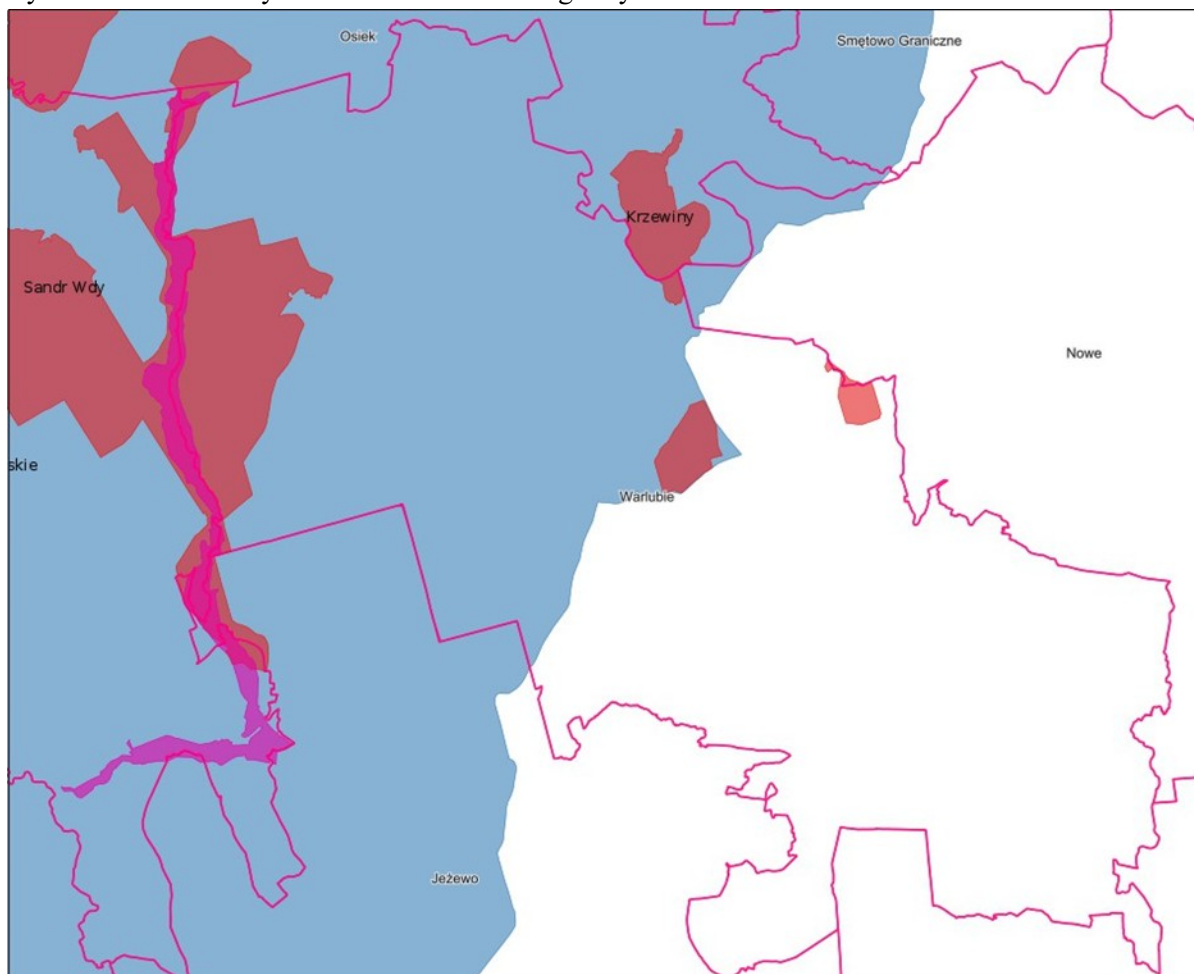 Osiek
Smętowo Graniczne
Krzewiny
Sandr Wdy
Nowe
skie
Warlubie
Jeżewo